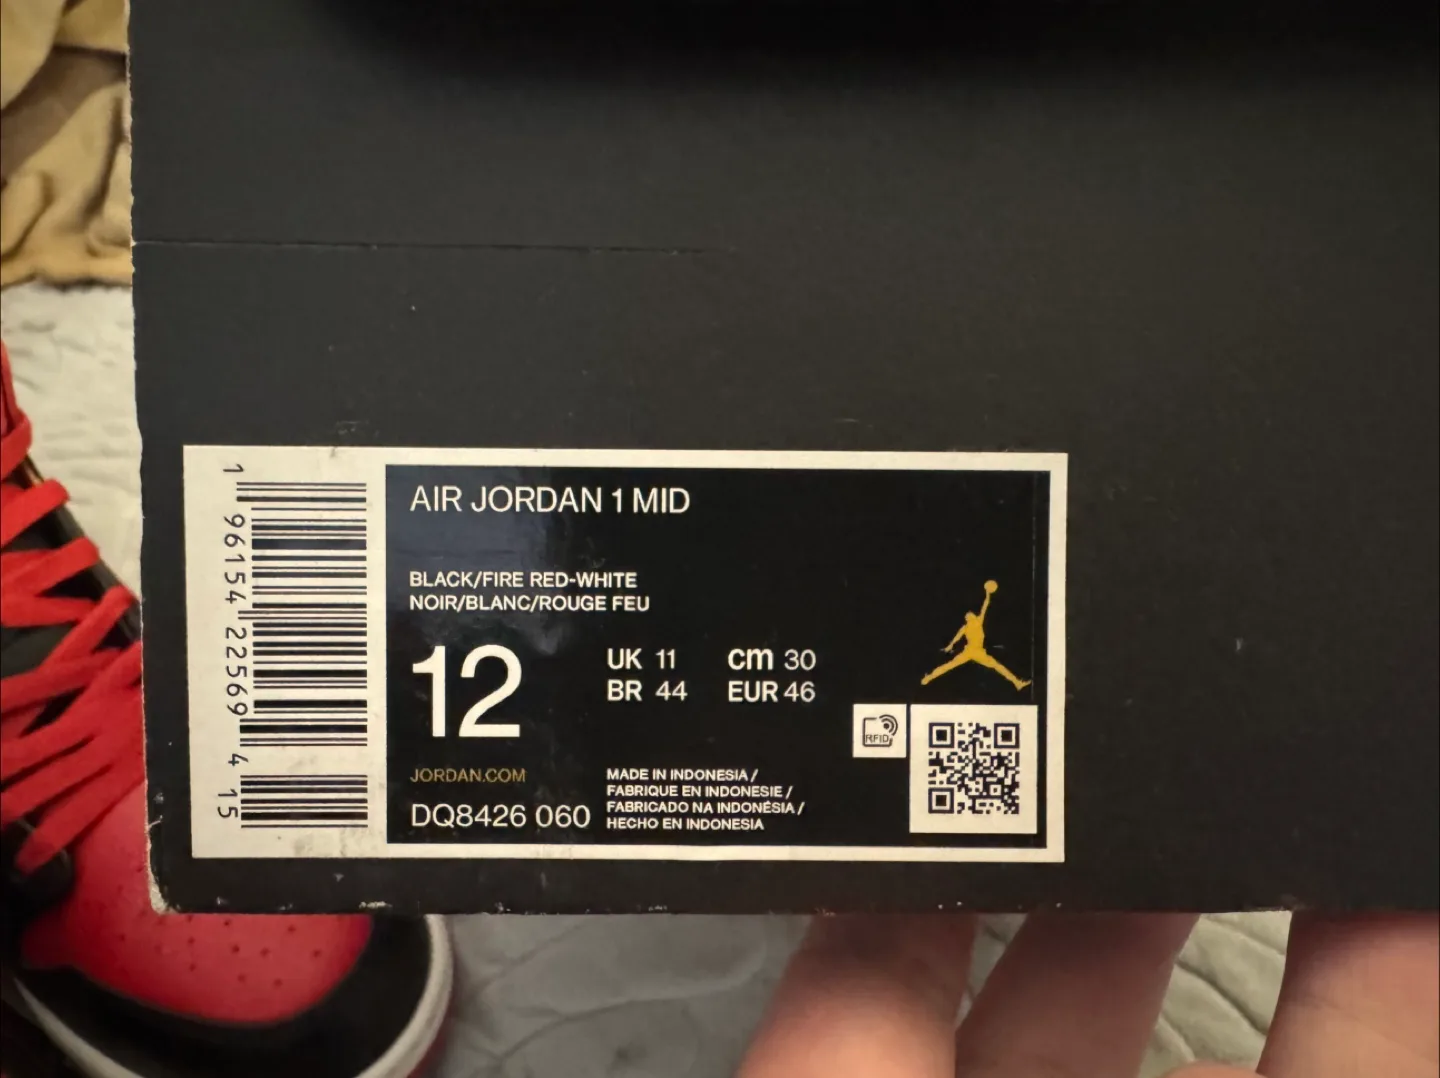 AIR JORDAN 1 MID
BLACK/FIRE RED-WHITE
NOIR/BLANC/ROUGE FEU
12
UK 11 cm 30
BR 44 EUR 46
JORDAN.COM
DQ8426 060
MADE IN INDONESIA /
FABRIQUE EN INDONESIE /
FABRICADO NA INDONÉSIA /
HECHO EN INDONESIA
RFID
1 96154 22569 4 15